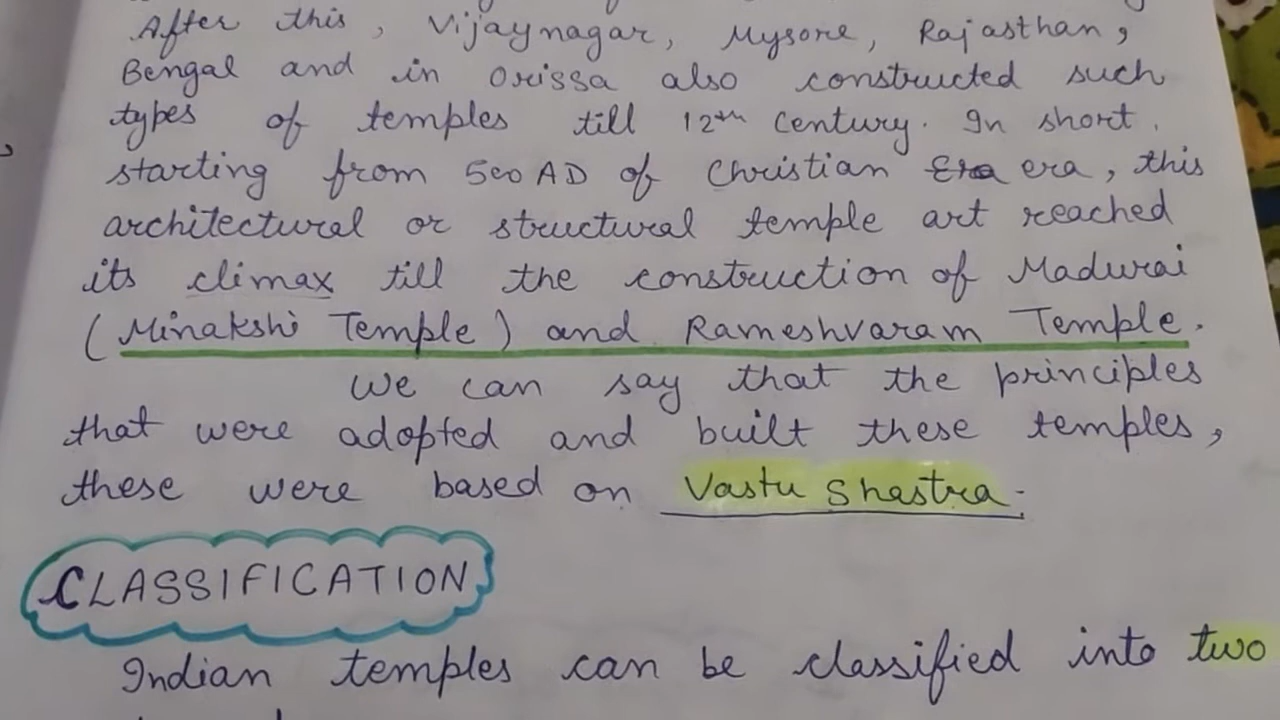 After this, Vijaynagar, Mysore, Rajasthan,
Bengal and in Orissa also constructed such
types of temples till 12th Century. In short.
starting from 500 AD of Christian Era era, this
architectural or structural temple art reached
its climax till the construction of Madurai
(Minakshi Temple) and Rameshvaram Temple.
We can say that the principles
that were adopted and built these temples,
these were based on Vastu Shastra.
CLASSIFICATION
Indian temples can be classified into two